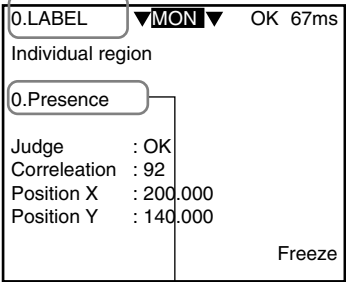 0.LABEL ▼MON▼ OK 67ms
Individual region
0.Presence
Judge : OK
Correleation : 92
Position X : 200.000
Position Y : 140.000
Freeze